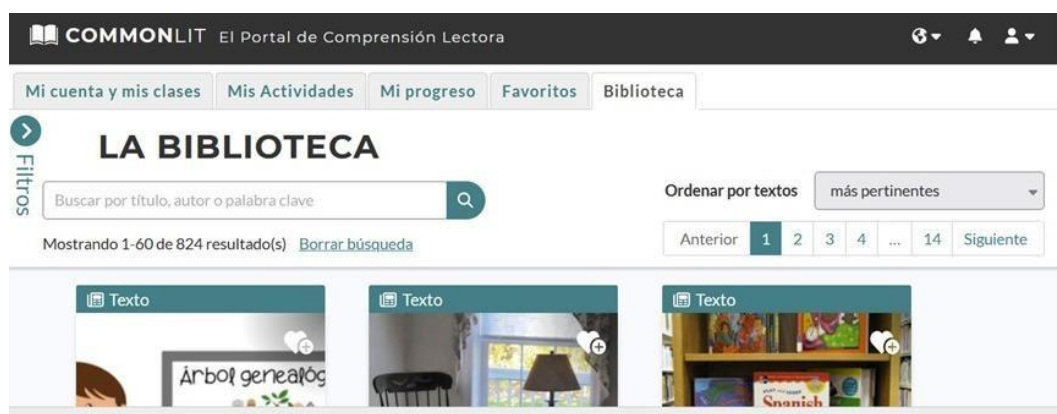 COMMONLIT El Portal de Comprensión Lectora
Mi cuenta y mis clases Mis Actividades Mi progreso Favoritos Biblioteca
Filtros
LA BIBLIOTECA
Buscar por título, autor o palabra clave
Ordenar por textos más pertinentes
Mostrando 1-60 de 824 resultado(s) Borrar búsqueda
Anterior 1 2 3 4 ... 14 Siguiente
Texto Texto Texto
Árbol genealóg
Spanish